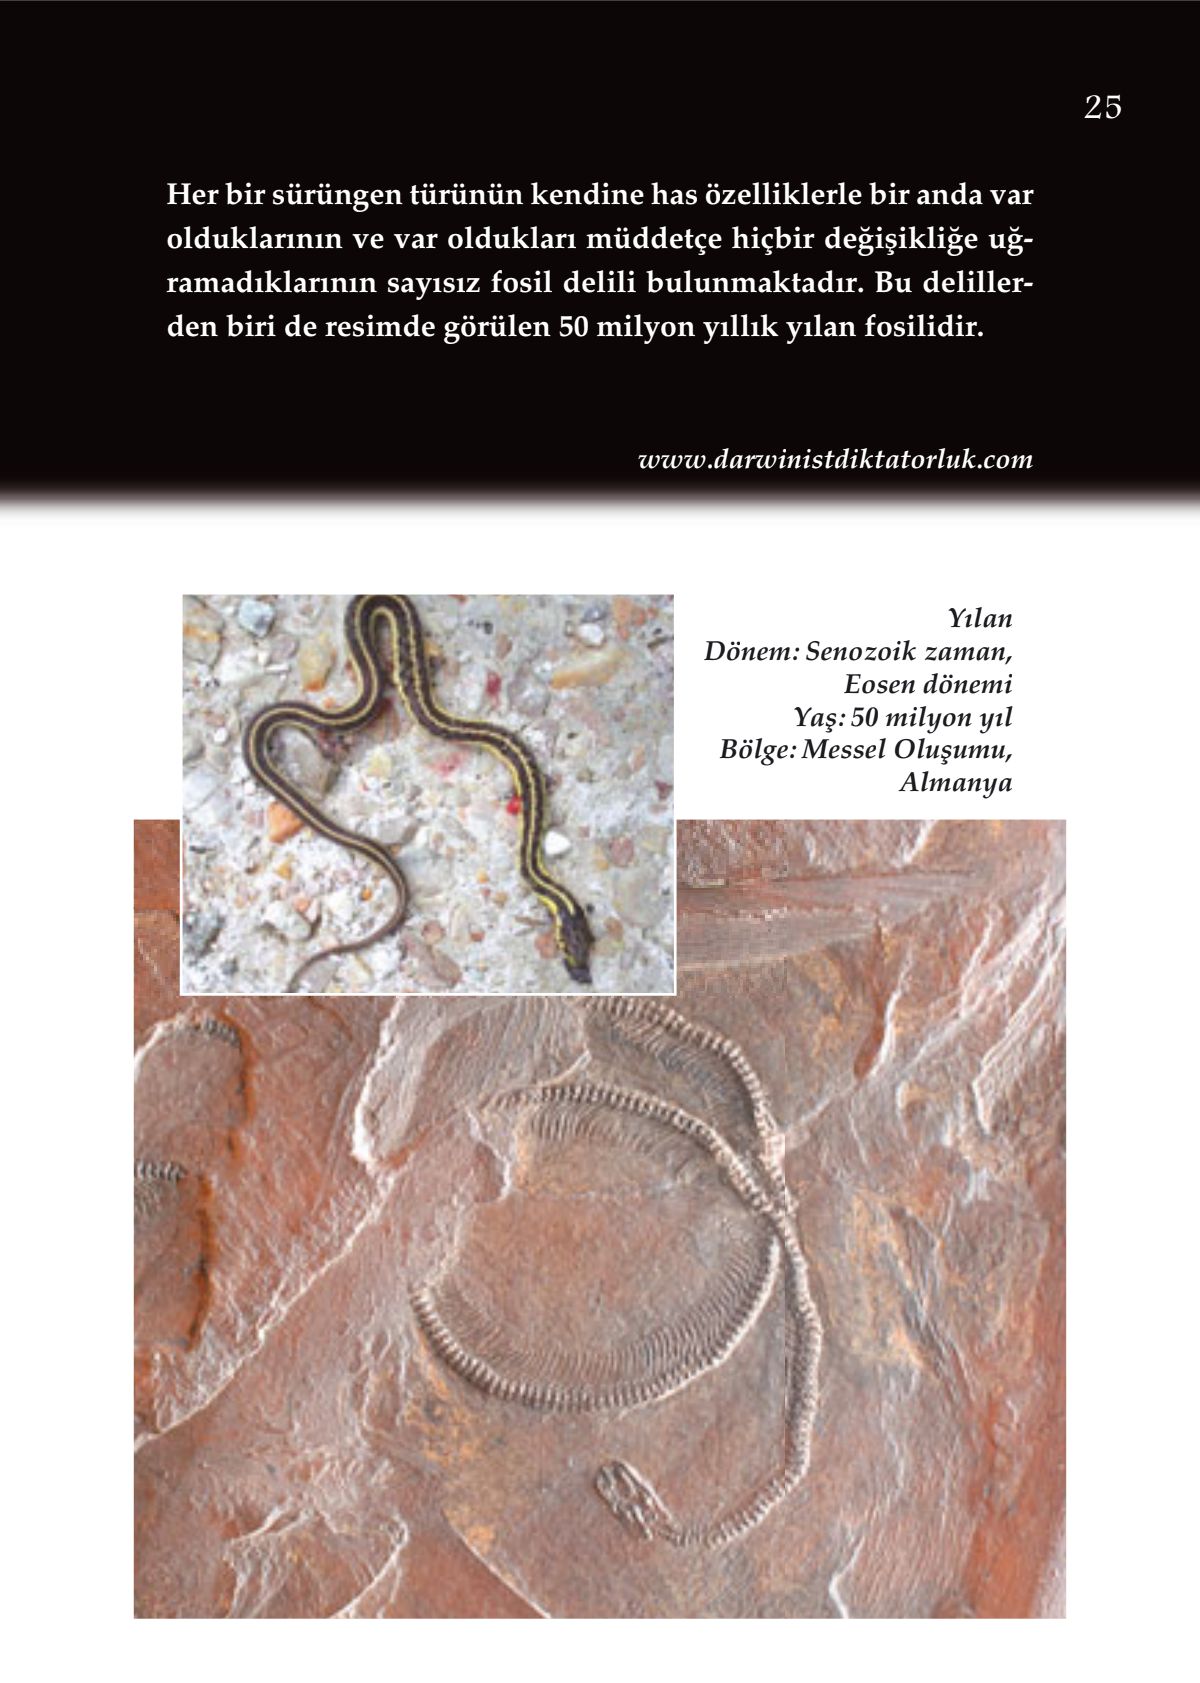 25
Her bir sürüngen türünün kendine has özelliklerle bir anda var
olduklarının ve var oldukları müddetçe hiçbir değişikliğe uğ-
ramadıklarının sayısız fosil delili bulunmaktadır. Bu deliller-
den biri de resimde görülen 50 milyon yıllık yılan fosilidir.
www.darwinistdiktatorluk.com
Yılan
Dönem: Senozoik zaman,
Eosen dönemi
Yaş: 50 milyon yıl
Bölge: Messel Oluşumu,
Almanya